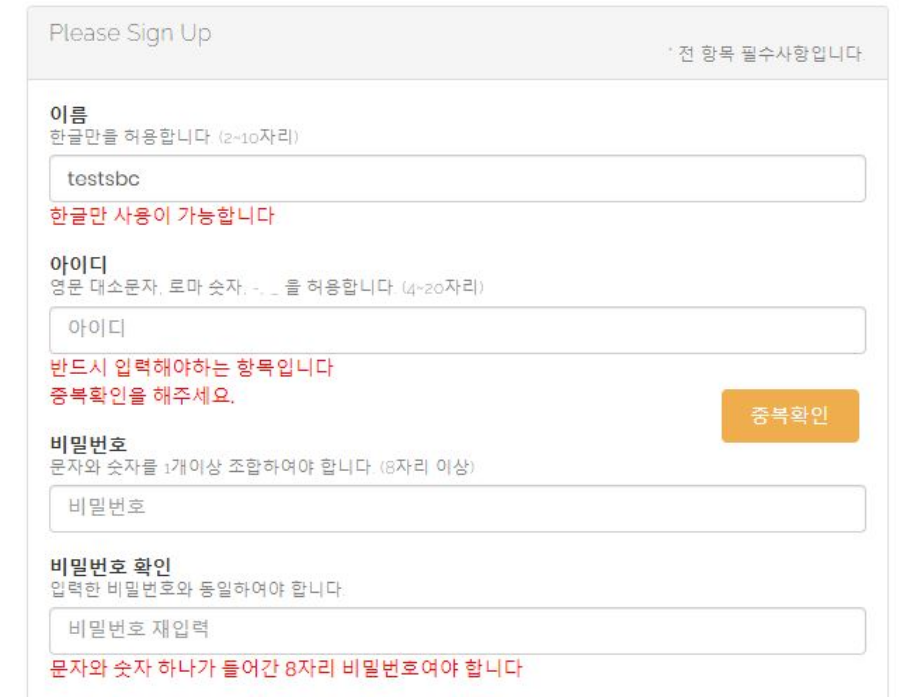 Please Sign Up
* 전 항목 필수사항입니다.
이름
한글만을 허용합니다. (2~10자리)
testsbc
한글만 사용이 가능합니다
아이디
영문 대소문자, 로마 숫자, -, _ 을 허용합니다. (4~20자리)
아이디
반드시 입력해야하는 항목입니다
중복확인을 해주세요.
중복확인
비밀번호
문자와 숫자를 1개이상 조합하여야 합니다. (8자리 이상)
비밀번호
비밀번호 확인
입력한 비밀번호와 동일하여야 합니다.
비밀번호 재입력
문자와 숫자 하나가 들어간 8자리 비밀번호여야 합니다